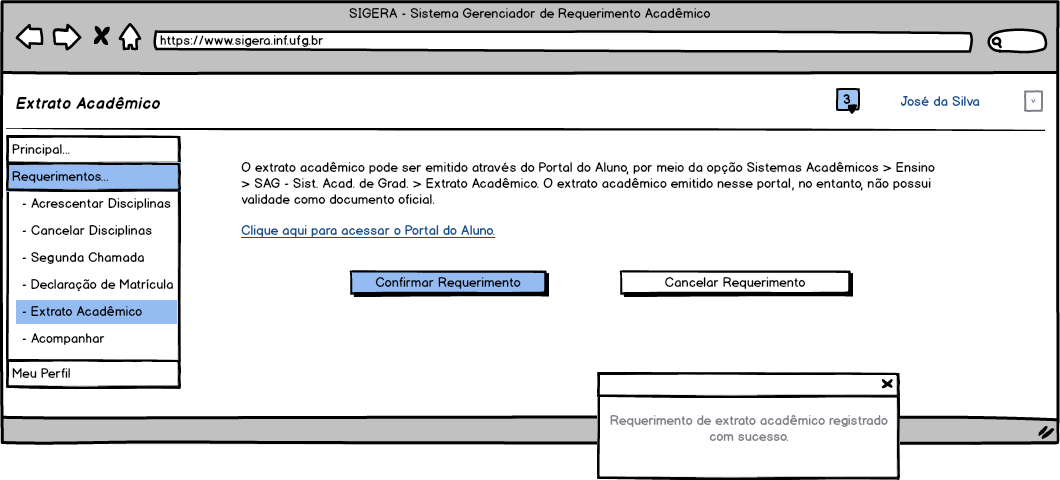 SIGERA - Sistema Gerenciador de Requerimento Acadêmico
https://www.sigera.inf.ufg.br
Extrato Acadêmico
3
José da Silva
Principal...
Requerimentos...
- Acrescentar Disciplinas
- Cancelar Disciplinas
- Segunda Chamada
- Declaração de Matrícula
- Extrato Acadêmico
- Acompanhar
Meu Perfil
O extrato acadêmico pode ser emitido através do Portal do Aluno, por meio da opção Sistemas Acadêmicos > Ensino
> SAG - Sist. Acad. de Grad. > Extrato Acadêmico. O extrato acadêmico emitido nesse portal, no entanto, não possui
validade como documento oficial.
Clique aqui para acessar o Portal do Aluno.
Confirmar Requerimento
Cancelar Requerimento
Requerimento de extrato acadêmico registrado
com sucesso.